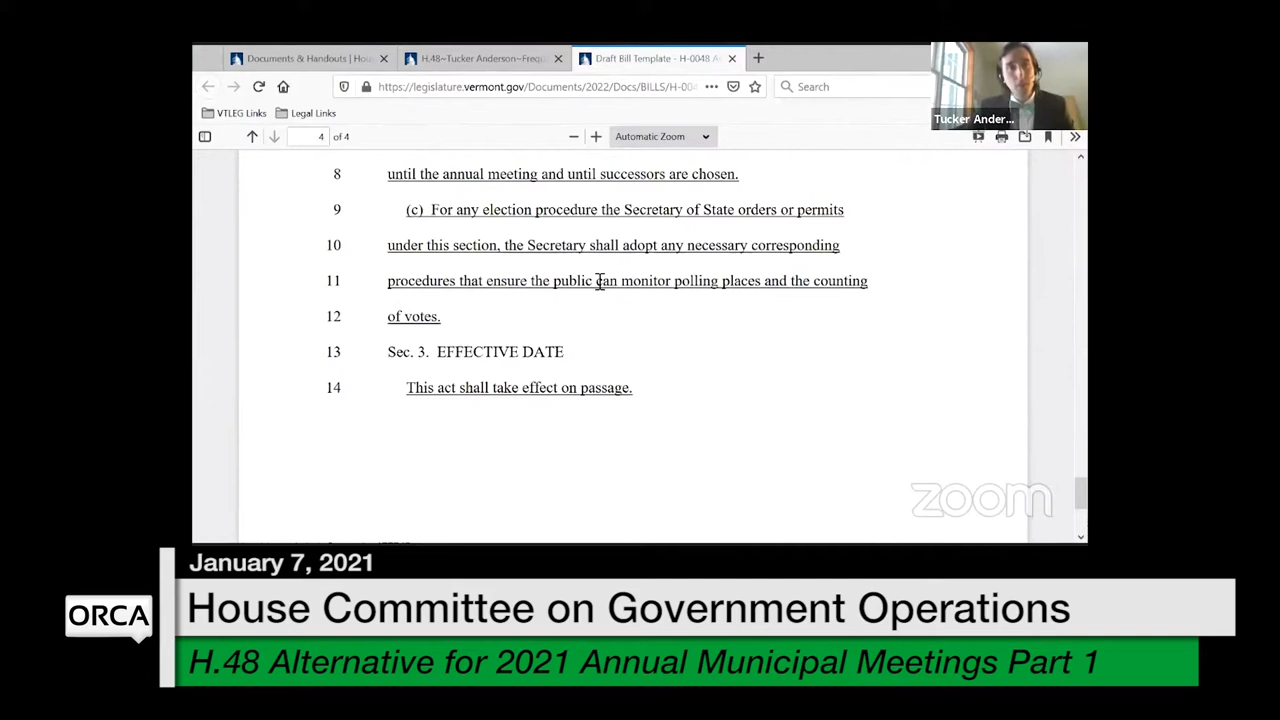 Documents & Handouts | Hou
H.48~Tucker Anderson~Frequ
Draft Bill Template - H-0048 As
https://legislature.vermont.gov/Documents/2022/Docs/BILLS/H-00
Search
VTLEG Links
Legal Links
Tucker Ander...
4 of 4
Automatic Zoom
8 until the annual meeting and until successors are chosen.
9 (c) For any election procedure the Secretary of State orders or permits
10 under this section, the Secretary shall adopt any necessary corresponding
11 procedures that ensure the public can monitor polling places and the counting
12 of votes.
13 Sec. 3. EFFECTIVE DATE
14 This act shall take effect on passage.
zoom
January 7, 2021
ORCA
House Committee on Government Operations
H.48 Alternative for 2021 Annual Municipal Meetings Part 1